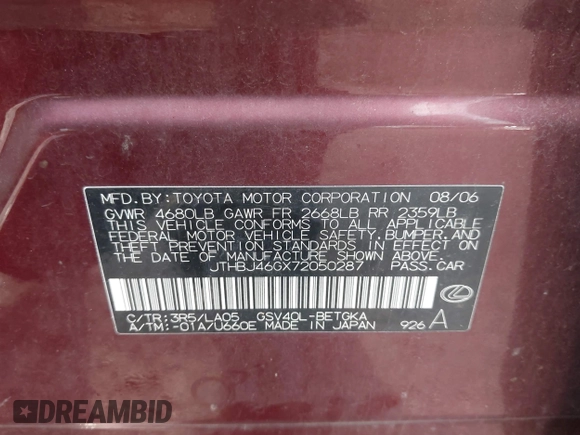 MFD. BY: TOYOTA MOTOR CORPORATION 08/06
GVWR 4680LB GAWR FR 2668LB RR 2359LB
THIS VEHICLE CONFORMS TO ALL APPLICABLE
FEDERAL MOTOR VEHICLE SAFETY, BUMPER, AND
THEFT PREVENTION STANDARDS IN EFFECT ON
THE DATE OF MANUFACTURE SHOWN ABOVE.
JTHBJ46GX72050287 PASS. CAR
C/TR: 3R5/LA05 GSV40L-BETGKA
A/TM: -01A/U660E MADE IN JAPAN 926 A
DREAMBID